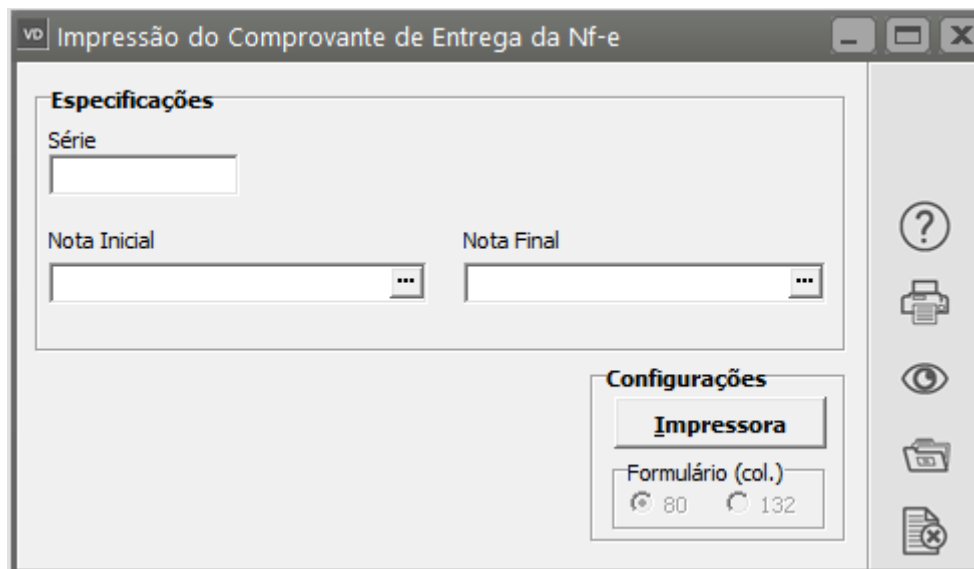 VD Impressão do Comprovante de Entrega da Nf-e
Especificações
Série
Nota Inicial
Nota Final
...
...
Configurações
Impressora
Formulário (col.)
80
132
?